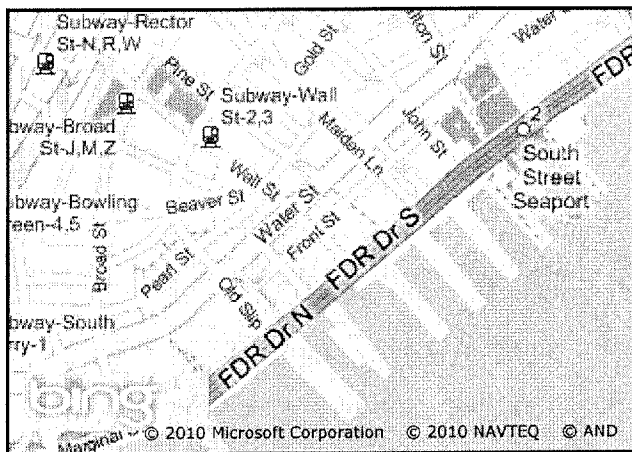 Subway-Rector
St-N,R,W
Pine St
Gold St
Water
FDR
Subway-Wall
St-2,3
bway-Broad
St-J,M,Z
Maiden Ln
John St
2
South
Street
Seaport
Wall St
Beaver St
Water St
Front St
bway-Bowling
een-4,5
Broad St
Pearl St
Old Slip
FDR Dr S
FDR Dr N
bway-South
rry-1
bing
Marginal
© 2010 Microsoft Corporation © 2010 NAVTEQ © AND